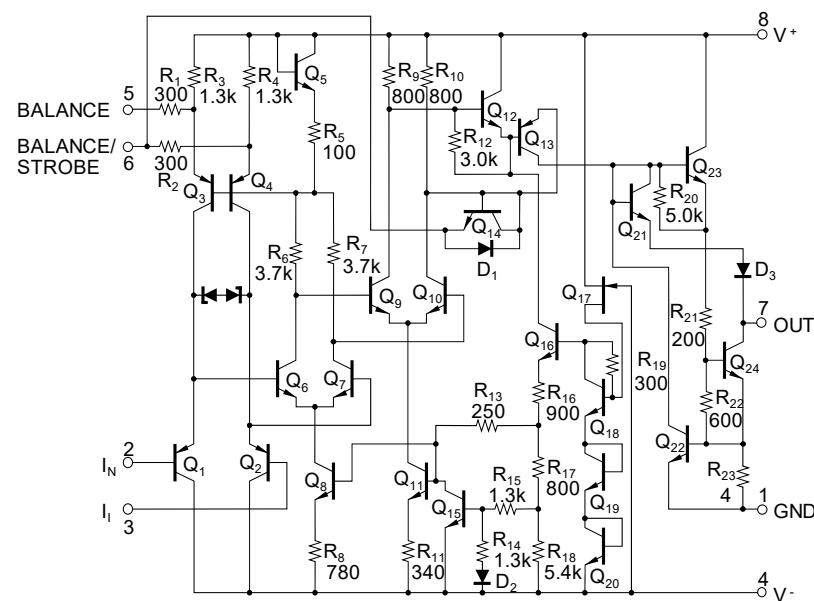 8
V+
R1
300
R3
1.3k
R4
1.3k
Q5
R9
800
R10
800
5
BALANCE
6
BALANCE/
STROBE
300
R2
Q3
Q4
R5
100
Q12
Q13
R12
3.0k
Q23
R20
5.0k
Q21
Q14
D1
R6
3.7k
R7
3.7k
D3
Q9
Q10
Q17
7
OUT
R21
200
Q24
Q16
R19
300
Q6
Q7
R13
250
R16
900
Q18
R22
600
Q22
2
IN
Q1
Q2
Q8
Q11
Q15
R15
1.3k
R17
800
Q19
R23
4
1
GND
II
3
R8
780
R11
340
R14
1.3k
D2
R18
5.4k
Q20
4
V-